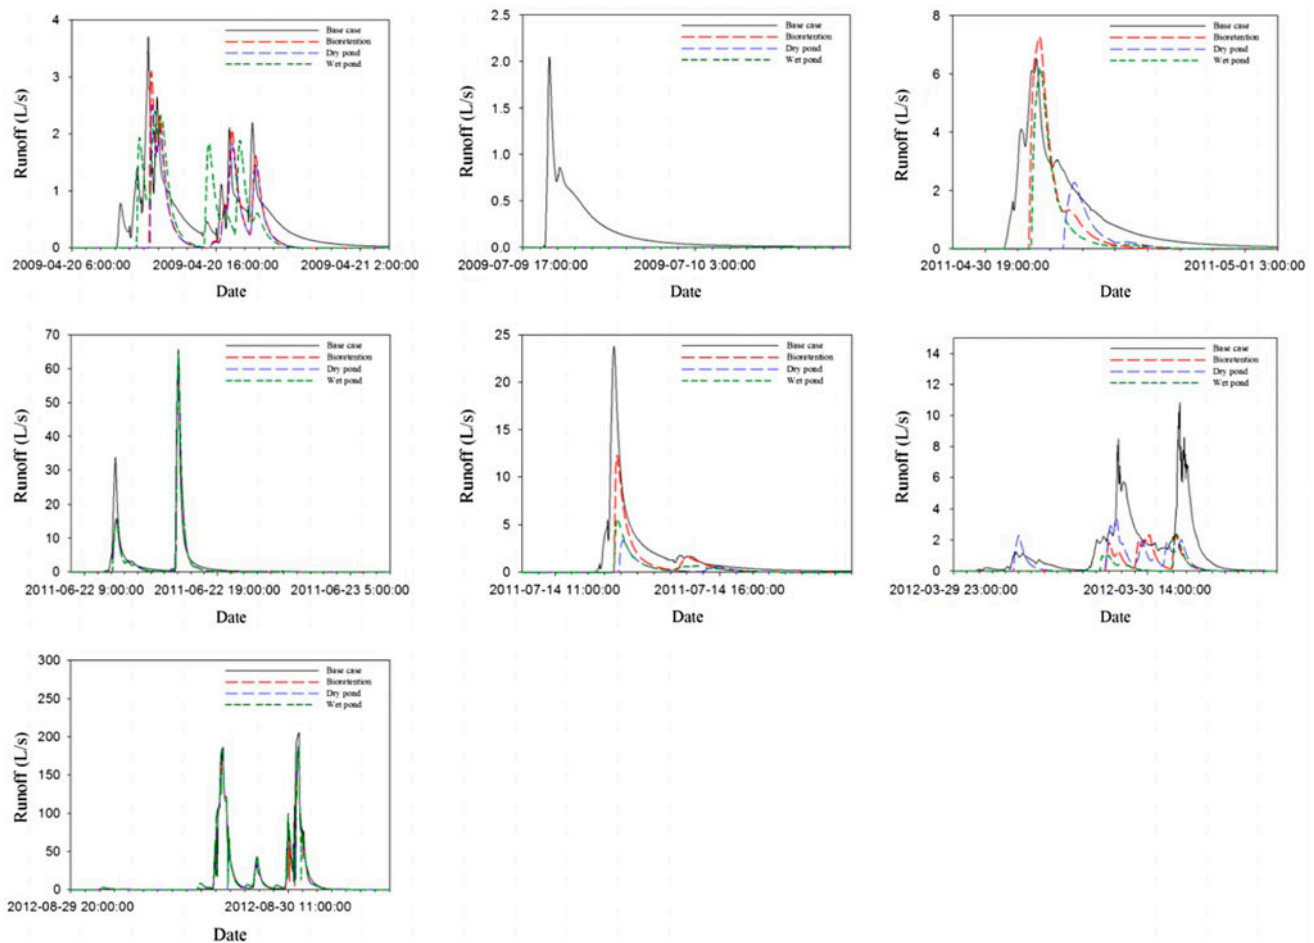 4
3
2
1
0
Runoff (L/s)
Base case
Bioretention
Dry pond
Wet pond
2009-04-20 6:00:00
2009-04-20 16:00:00
2009-04-21 2:00:00
Date
2.5
2.0
1.5
1.0
0.5
0.0
Runoff (L/s)
Base case
Bioretention
Dry pond
Wet pond
2009-07-09 17:00:00
2009-07-10 3:00:00
Date
8
6
4
2
0
Runoff (L/s)
Base case
Bioretention
Dry pond
Wet pond
2011-04-30 19:00:00
2011-05-01 3:00:00
Date
70
60
50
40
30
20
10
0
Runoff (L/s)
Base case
Bioretention
Dry pond
Wet pond
2011-06-22 9:00:00
2011-06-22 19:00:00
2011-06-23 5:00:00
Date
25
20
15
10
5
0
Runoff (L/s)
Base case
Bioretention
Dry pond
Wet pond
2011-07-14 11:00:00
2011-07-14 16:00:00
Date
14
12
10
8
6
4
2
0
Runoff (L/s)
Base case
Bioretention
Dry pond
Wet pond
2012-03-29 23:00:00
2012-03-30 14:00:00
Date
300
250
200
150
100
50
0
Runoff (L/s)
Base case
Bioretention
Dry pond
Wet pond
2012-08-29 20:00:00
2012-08-30 11:00:00
Date